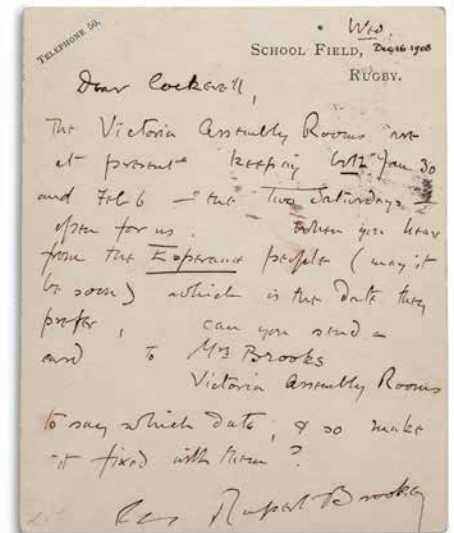 TELEPHONE 50.
Wed.
SCHOOL FIELD, Dec 16 1908
RUGBY.
Dear Cockerell,
The Victoria Assembly Rooms are
at present keeping both Jan 30
and Feb 6 — the two Saturdays —
open for us. When you hear
from the Esperance people (may it
be soon) which is the date they
prefer, can you send a
card to Mrs Brooks
Victoria Assembly Rooms
to say which date, & so make
it fixed with them?
Rupert Brooke